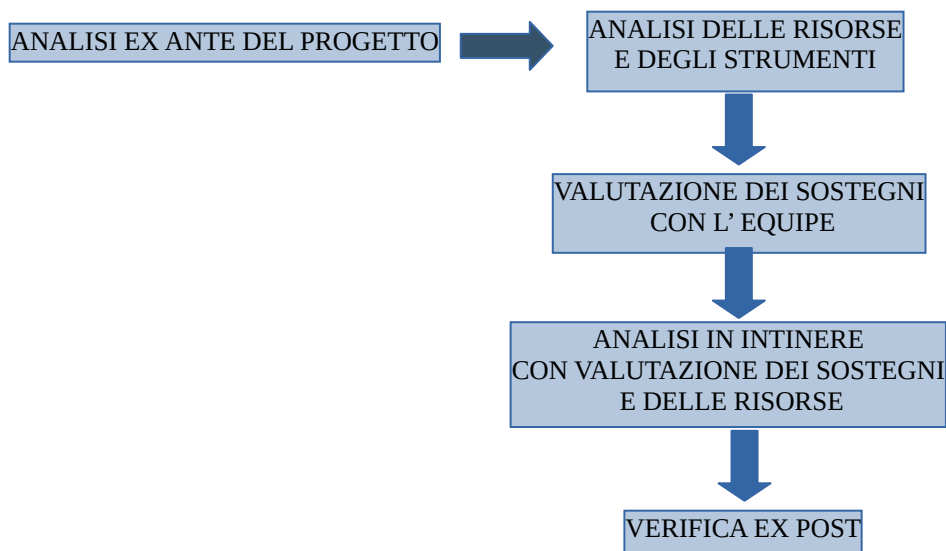 ANALISI EX ANTE DEL PROGETTO
ANALISI DELLE RISORSE
E DEGLI STRUMENTI
VALUTAZIONE DEI SOSTEGNI
CON L’ EQUIPE
ANALISI IN INTINERE
CON VALUTAZIONE DEI SOSTEGNI
E DELLE RISORSE
VERIFICA EX POST